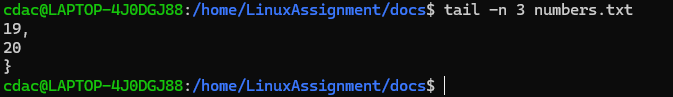 cdac@LAPTOP-4J0DGJ88:/home/LinuxAssignment/docs$ tail -n 3 numbers.txt
19,
20
}
cdac@LAPTOP-4J0DGJ88:/home/LinuxAssignment/docs$